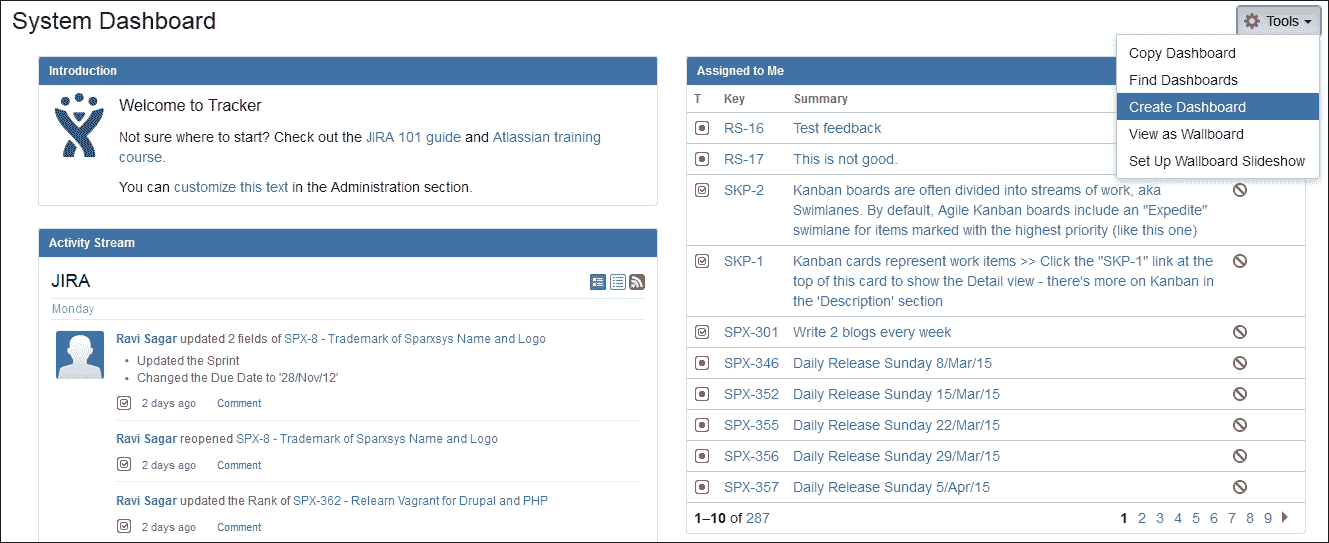 System Dashboard
Tools
Copy Dashboard
Find Dashboards
Create Dashboard
View as Wallboard
Set Up Wallboard Slideshow
Introduction
Welcome to Tracker
Not sure where to start? Check out the JIRA 101 guide and Atlassian training
course.
You can customize this text in the Administration section.
Activity Stream
JIRA
Monday
Ravi Sagar updated 2 fields of SPX-8 - Trademark of Sparxsys Name and Logo
Updated the Sprint
Changed the Due Date to '28/Nov/12'
2 days ago Comment
Ravi Sagar reopened SPX-8 - Trademark of Sparxsys Name and Logo
2 days ago Comment
Ravi Sagar updated the Rank of SPX-362 - Relearn Vagrant for Drupal and PHP
2 days ago Comment
Assigned to Me
T Key Summary
RS-16 Test feedback
RS-17 This is not good.
SKP-2 Kanban boards are often divided into streams of work, aka
Swimlanes. By default, Agile Kanban boards include an "Expedite"
swimlane for items marked with the highest priority (like this one)
SKP-1 Kanban cards represent work items >> Click the "SKP-1" link at the
top of this card to show the Detail view - there's more on Kanban in
the 'Description' section
SPX-301 Write 2 blogs every week
SPX-346 Daily Release Sunday 8/Mar/15
SPX-352 Daily Release Sunday 15/Mar/15
SPX-355 Daily Release Sunday 22/Mar/15
SPX-356 Daily Release Sunday 29/Mar/15
SPX-357 Daily Release Sunday 5/Apr/15
1–10 of 287 1 2 3 4 5 6 7 8 9